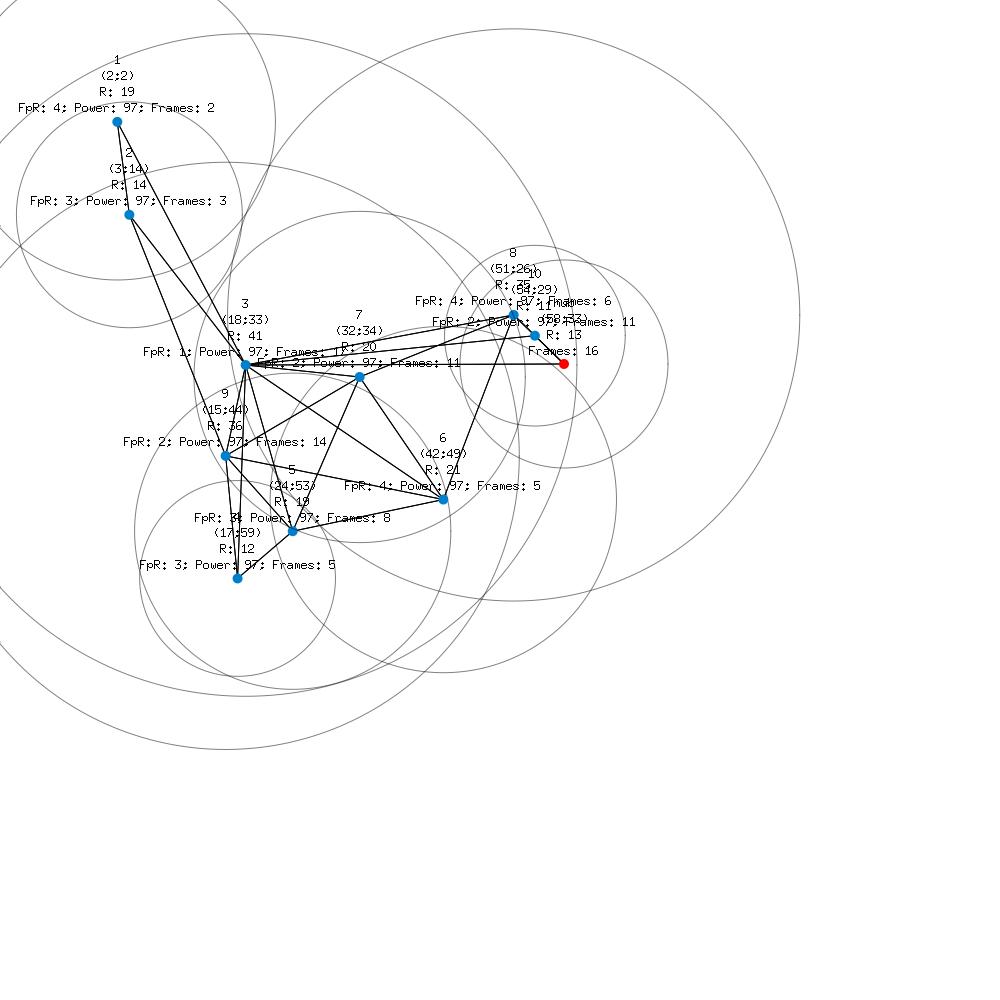 1
(2;2)
R: 19
FpR: 4; Power: 97; Frames: 2
2
(3;14)
R: 14
FpR: 3; Power: 97; Frames: 3
8
(51;26)
R: 35
FpR: 4; Power: 97; Frames: 6
10
(54;29)
R: 11
FpR: 2; Power: 97; Frames: 11
(58;33)
R: 13
Frames: 16
3
(18;33)
R: 41
FpR: 1; Power: 97; Frames:
7
(32;34)
R: 20
FpR: 2; Power: 97; Frames: 11
9
(15;44)
R: 36
FpR: 2; Power: 97; Frames: 14
6
(42;49)
R: 21
FpR: 4; Power: 97; Frames: 5
5
(24;53)
R: 19
FpR: 3; Power: 97; Frames: 8
(17;59)
R: 12
FpR: 3; Power: 97; Frames: 5